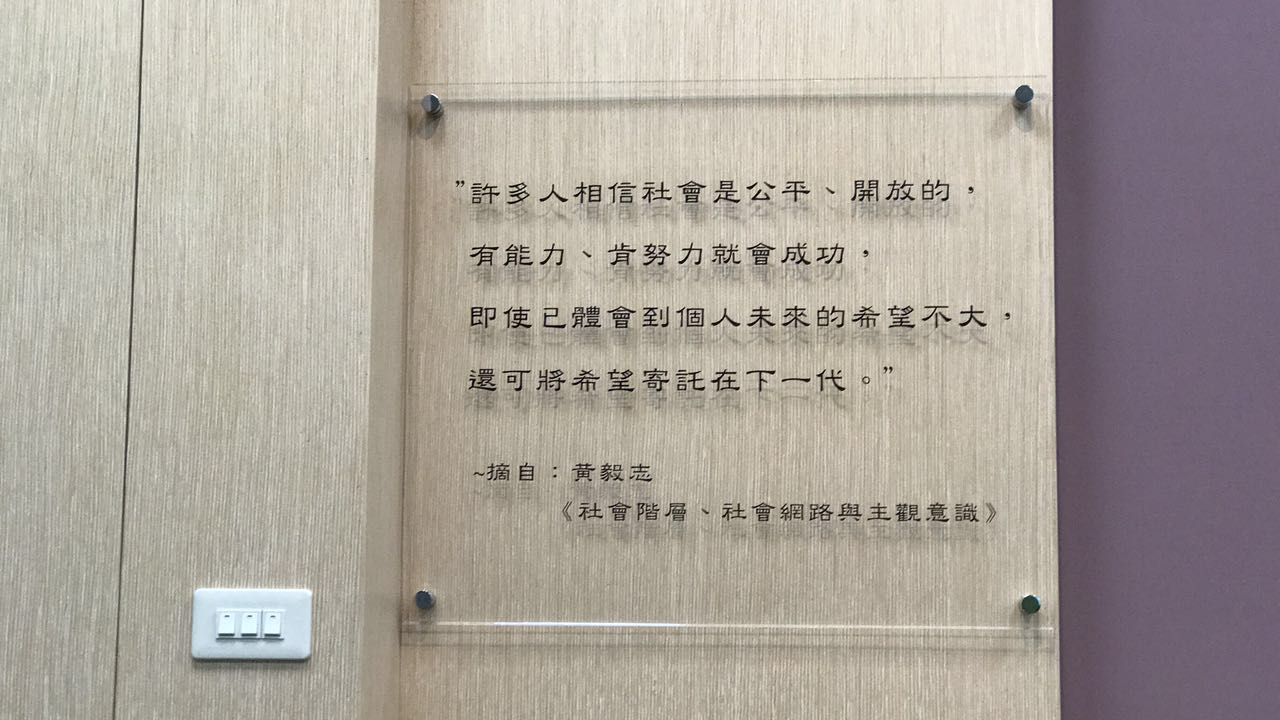 ”許多人相信社會是公平、開放的，
有能力、肯努力就會成功，
即使已體會到個人未來的希望不大，
還可將希望寄託在下一代。”
~摘自：黃毅志
《社會階層、社會網路與主觀意識》